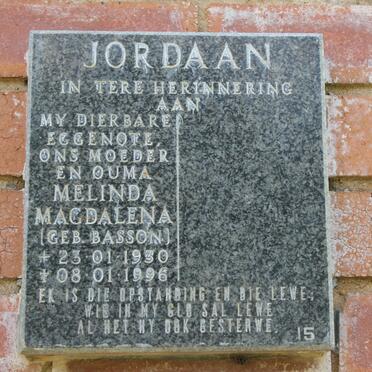 JORDAAN
IN TERE HERINNERING
AAN
MY DIERBARE
EGGENOTE,
ONS MOEDER
EN OUMA
MELINDA
MAGDALENA
(GEB. BASSON)
* 23 01 1930
+ 08 01 1996
EK IS DIE OPSTANDING EN DIE LEWE;
WIE IN MY GLO SAL LEWE
AL HET HY OOK GESTERWE.
15